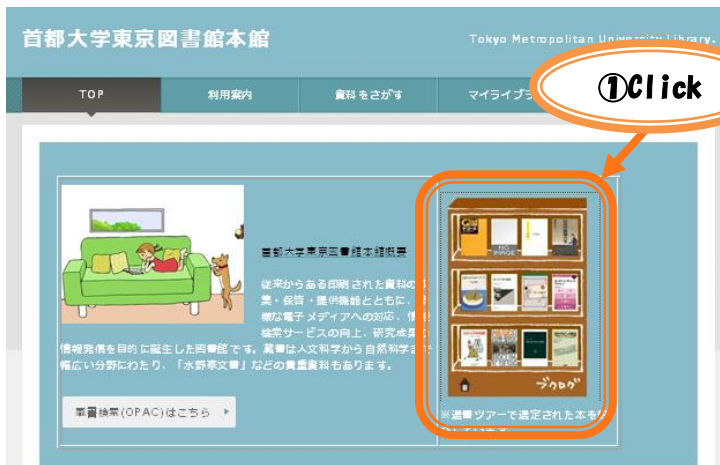 首都大学東京図書館本館
Tokyo Metropolitan University Library.
TOP
利用案内
資料をさがす
マイライブラ
①Click
首都大学東京図書館本館概要
従来からある印刷された資料の
業・保管・提供機能とともに、
様な電子メディアへの対応、情
検索サービスの向上、研究成果
情報発信を目的に誕生した図書館です。蔵書は人文科学から自然科学まで
幅広い分野にわたり、「水野家文書」などの貴重資料もあります。
蔵書検索(OPAC)はこちら
NO IMAGE
ブクログ
※選書ツアーで選定された本を